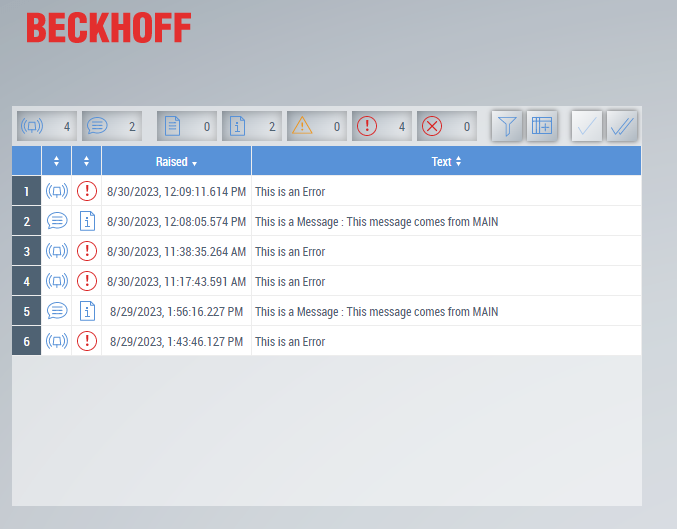 BECKHOFF
4 2 0 2 0 4 0
Raised Text
1 8/30/2023, 12:09:11.614 PM This is an Error
2 8/30/2023, 12:08:05.574 PM This is a Message : This message comes from MAIN
3 8/30/2023, 11:38:35.264 AM This is an Error
4 8/30/2023, 11:17:43.591 AM This is an Error
5 8/29/2023, 1:56:16.227 PM This is a Message : This message comes from MAIN
6 8/29/2023, 1:43:46.127 PM This is an Error